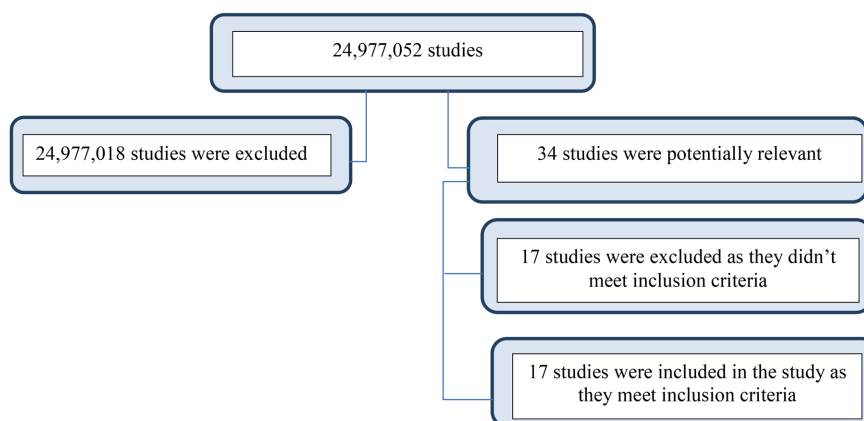 24,977,052 studies
24,977,018 studies were excluded
34 studies were potentially relevant
17 studies were excluded as they didn’t
meet inclusion criteria
17 studies were included in the study as
they meet inclusion criteria